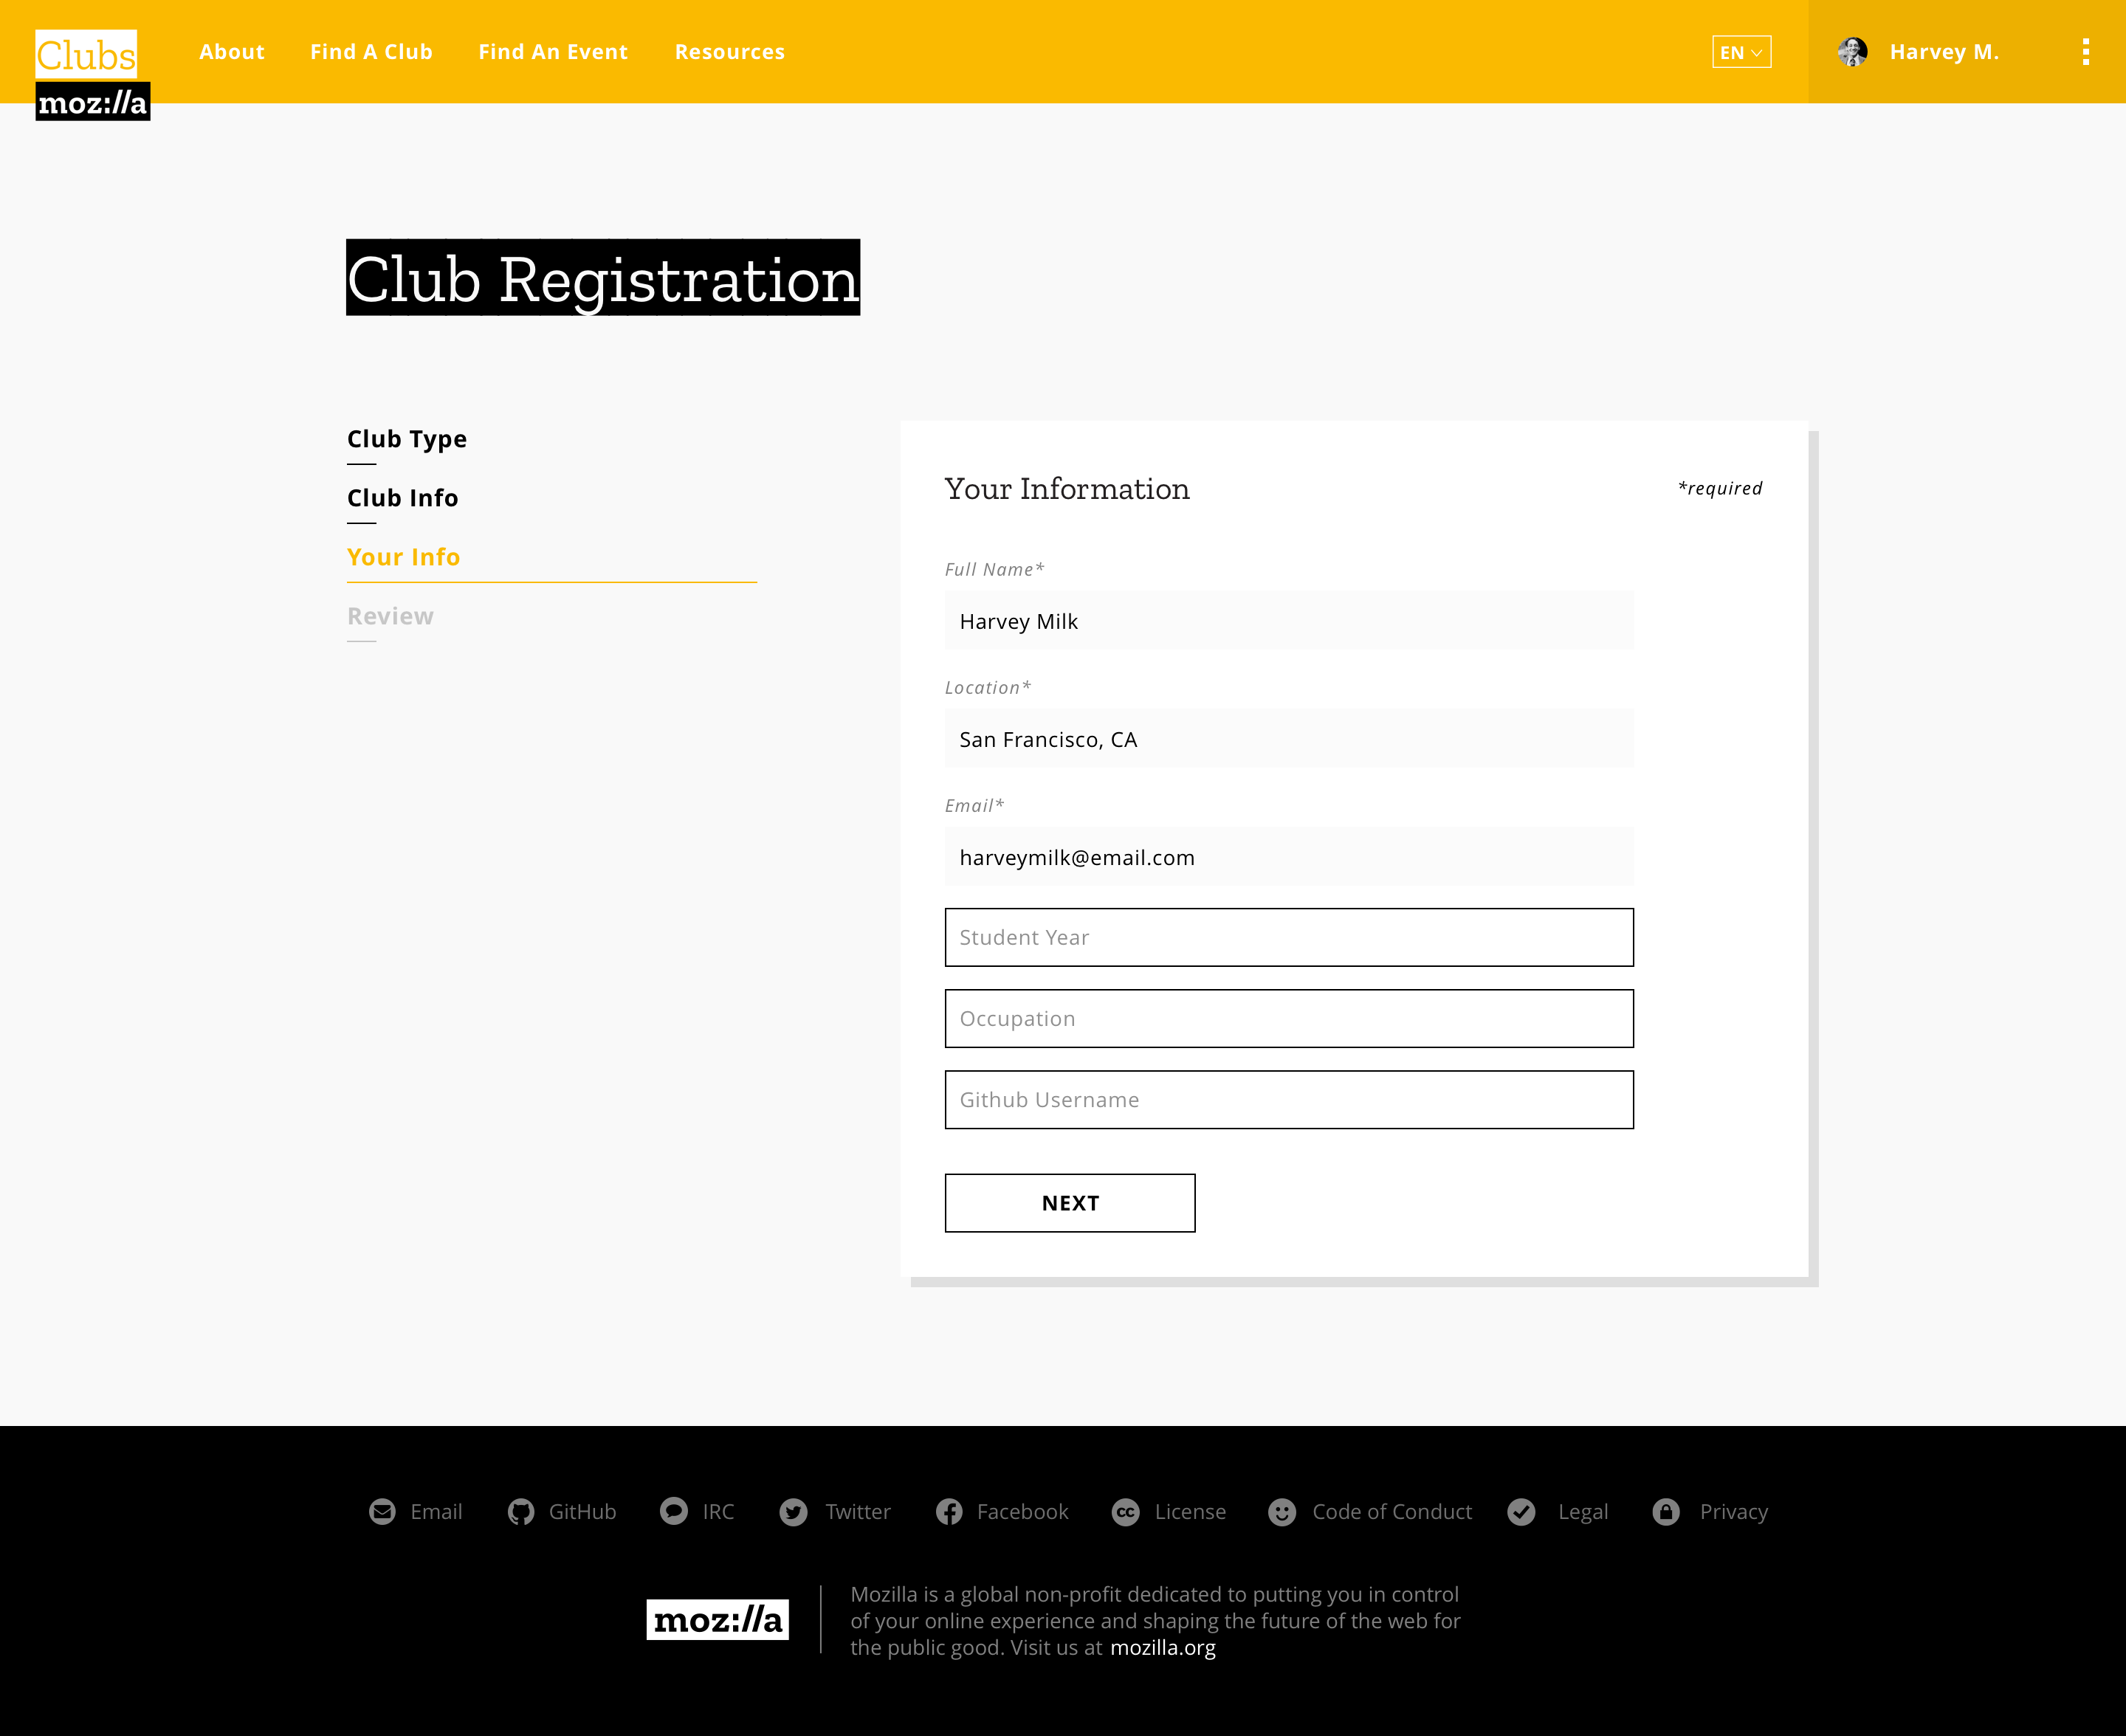 Clubs
moz://a
About
Find A Club
Find An Event
Resources
EN
Harvey M.
Club Registration
Club Type
Club Info
Your Info
Review
Your Information
*required
Full Name*
Harvey Milk
Location*
San Francisco, CA
Email*
harveymilk@email.com
Student Year
Occupation
Github Username
NEXT
Email
GitHub
IRC
Twitter
Facebook
cc License
Code of Conduct
Legal
Privacy
moz://a
Mozilla is a global non-profit dedicated to putting you in control
of your online experience and shaping the future of the web for
the public good. Visit us at mozilla.org